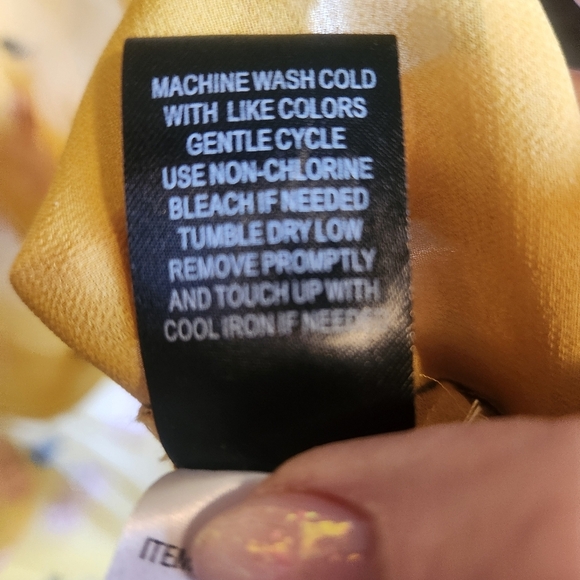 MACHINE WASH COLD
WITH LIKE COLORS
GENTLE CYCLE
USE NON-CHLORINE
BLEACH IF NEEDED
TUMBLE DRY LOW
REMOVE PROMPTLY
AND TOUCH UP WITH
COOL IRON IF